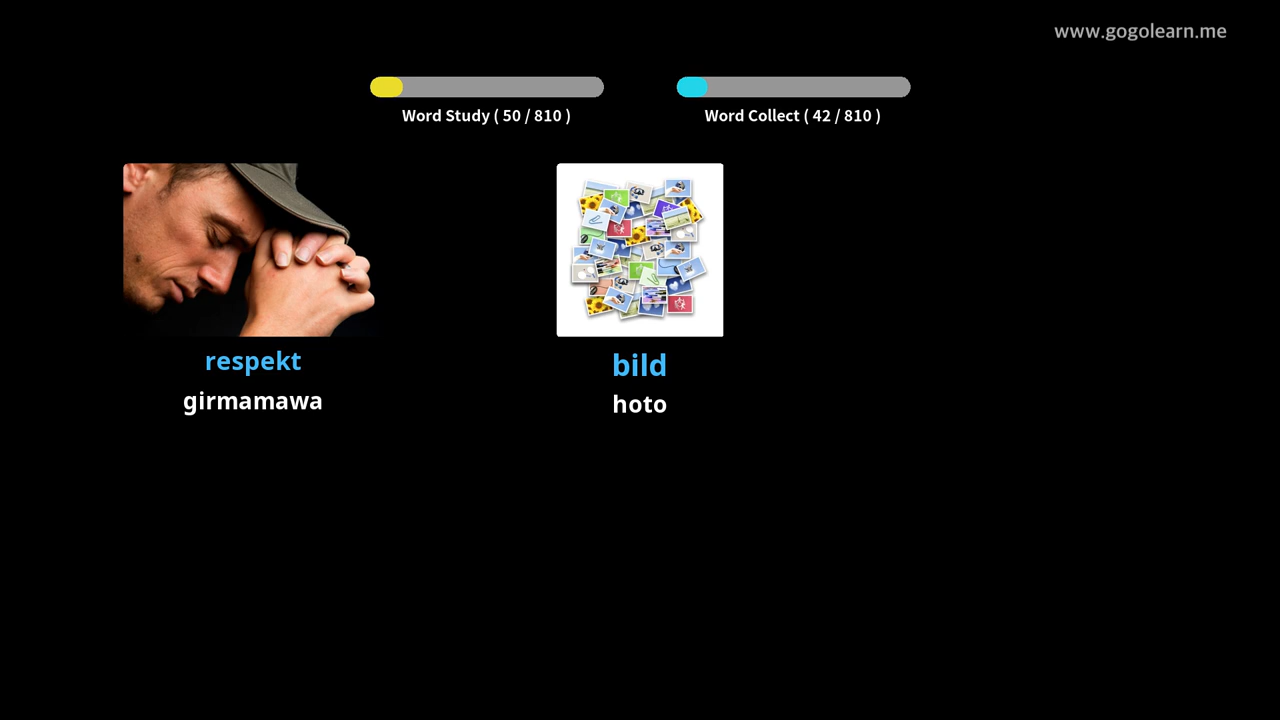 www.gogolearn.me
Word Study ( 50 / 810 )
Word Collect ( 42 / 810 )
respekt
girmamawa
bild
hoto